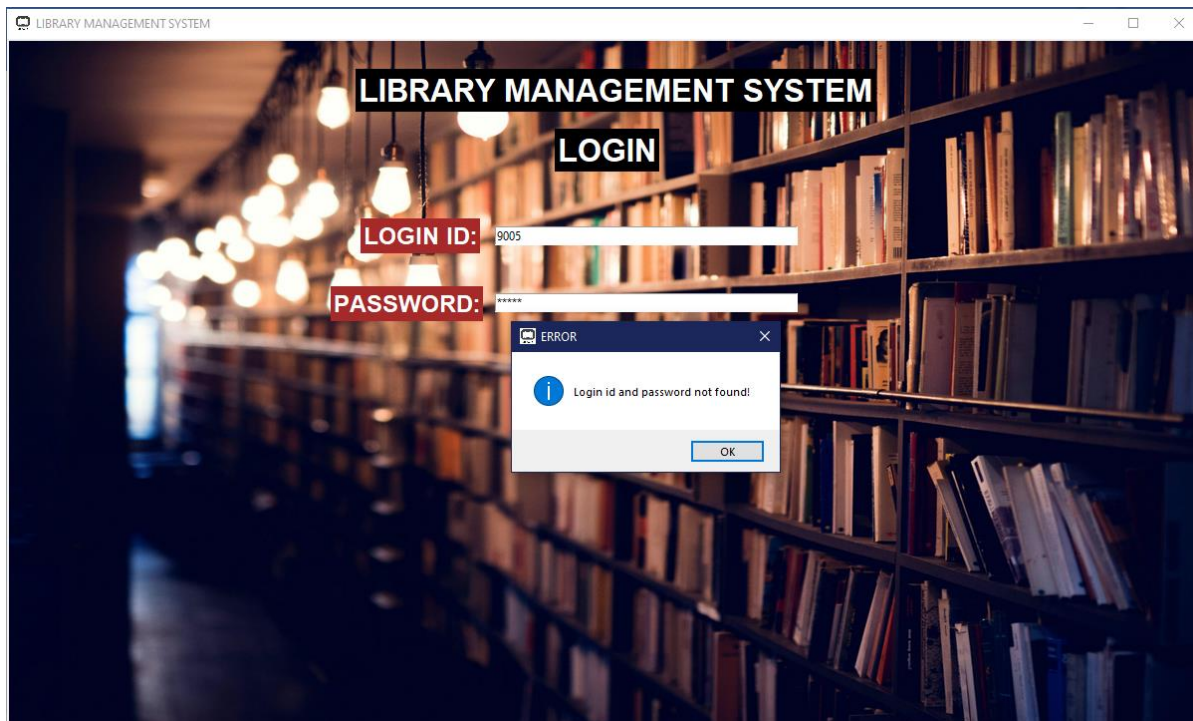 LIBRARY MANAGEMENT SYSTEM
LIBRARY MANAGEMENT SYSTEM
LOGIN
LOGIN ID: 9005
PASSWORD: *****
ERROR
Login id and password not found!
OK